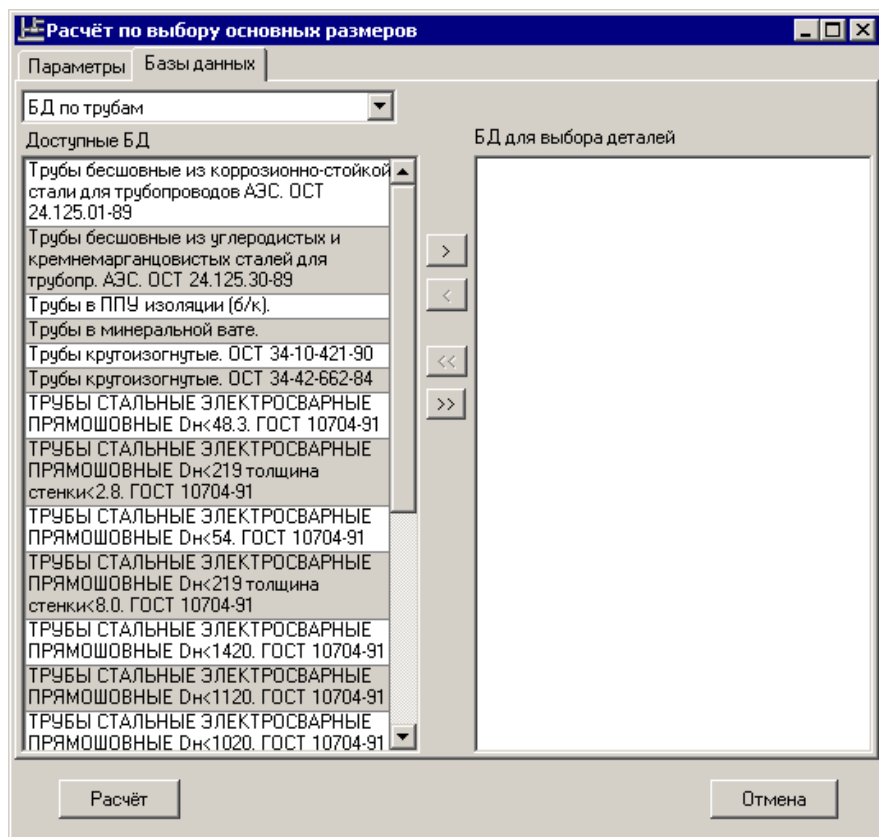 Расчёт по выбору основных размеров
Параметры
Базы данных
БД по трубам
Доступные БД
БД для выбора деталей
Трубы бесшовные из коррозионно-стойкой
стали для трубопроводов АЭС. ОСТ
24.125.01-89
Трубы бесшовные из углеродистых и
кремнемарганцовистых сталей для
трубопр. АЭС. ОСТ 24.125.30-89
Трубы в ППУ изоляции (б/к).
Трубы в минеральной вате.
Трубы крутоизогнутые. ОСТ 34-10-421-90
Трубы крутоизогнутые. ОСТ 34-42-662-84
ТРУБЫ СТАЛЬНЫЕ ЭЛЕКТРОСВАРНЫЕ
ПРЯМОШОВНЫЕ Dн<48.3. ГОСТ 10704-91
ТРУБЫ СТАЛЬНЫЕ ЭЛЕКТРОСВАРНЫЕ
ПРЯМОШОВНЫЕ Dн<219 толщина
стенки<2.8. ГОСТ 10704-91
ТРУБЫ СТАЛЬНЫЕ ЭЛЕКТРОСВАРНЫЕ
ПРЯМОШОВНЫЕ Dн<54. ГОСТ 10704-91
ТРУБЫ СТАЛЬНЫЕ ЭЛЕКТРОСВАРНЫЕ
ПРЯМОШОВНЫЕ Dн<219 толщина
стенки<8.0. ГОСТ 10704-91
ТРУБЫ СТАЛЬНЫЕ ЭЛЕКТРОСВАРНЫЕ
ПРЯМОШОВНЫЕ Dн<1420. ГОСТ 10704-91
ТРУБЫ СТАЛЬНЫЕ ЭЛЕКТРОСВАРНЫЕ
ПРЯМОШОВНЫЕ Dн<1120. ГОСТ 10704-91
ТРУБЫ СТАЛЬНЫЕ ЭЛЕКТРОСВАРНЫЕ
ПРЯМОШОВНЫЕ Dн<1020. ГОСТ 10704-91
>
<
<<
>>
Расчёт
Отмена